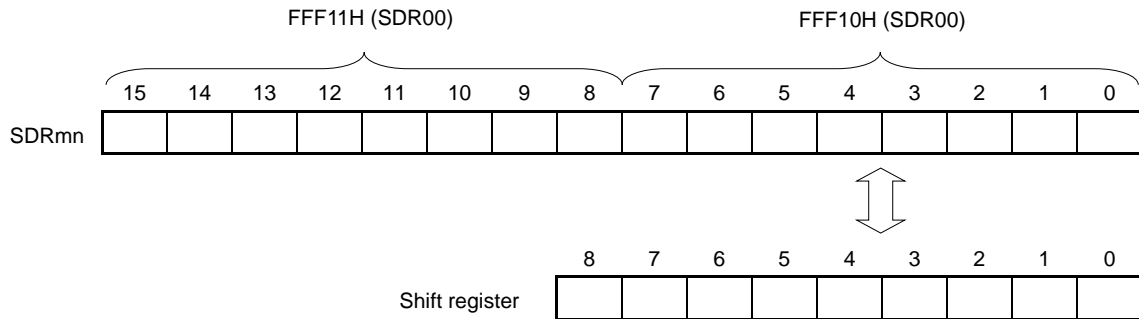 FFF11H (SDR00) FFF10H (SDR00)
15 14 13 12 11 10 9 8 7 6 5 4 3 2 1 0
SDRmn
8 7 6 5 4 3 2 1 0
Shift register